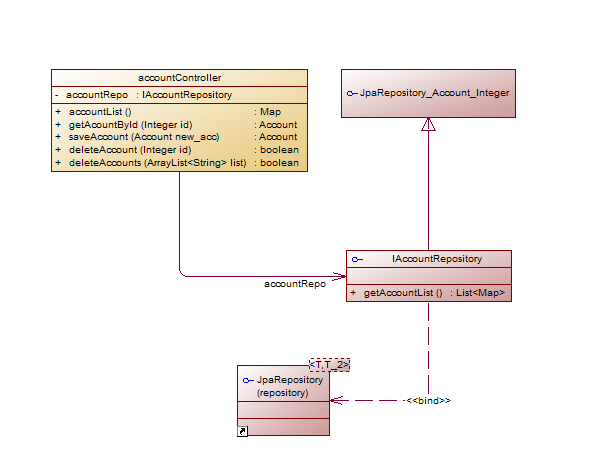 accountController
- accountRepo : IAccountRepository
+ accountList () : Map
+ getAcountById (Integer id) : Account
+ saveAccount (Account new_acc) : Account
+ deleteAccount (Integer id) : boolean
+ deleteAccounts (ArrayList<String> list) : boolean
JpaRepository_Account_Integer
IAccountRepository
+ getAccountList () : List<Map>
accountRepo
<T,T_2>
JpaRepository
(repository)
<<bind>>